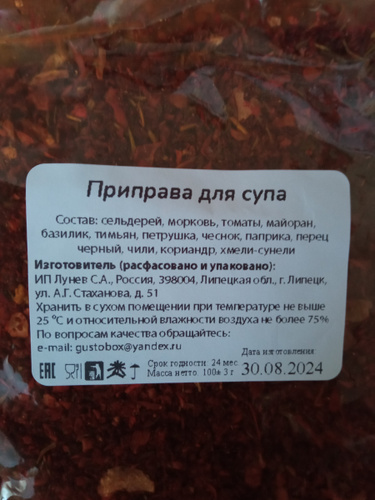 Приправа для супа
Состав: сельдерей, морковь, томаты, майоран,
базилик, тимьян, петрушка, чеснок, паприка, перец
черный, чили, кориандр, хмели-сунели
Изготовитель (расфасовано и упаковано):
ИП Лунев С.А., Россия, 398040, Липецкая обл., г. Липецк,
ул. А.Г. Стаханова, д. 51
Хранить в сухом помещении при температуре не выше
25 °С и относительной влажности воздуха не более 75%
По вопросам качества обращайтесь:
e-mail: gustobox@yandex.ru
Дата изготовления
EAC Срок годности: 24 мес
Масса нетто: 100± 3 г 30.08.2024